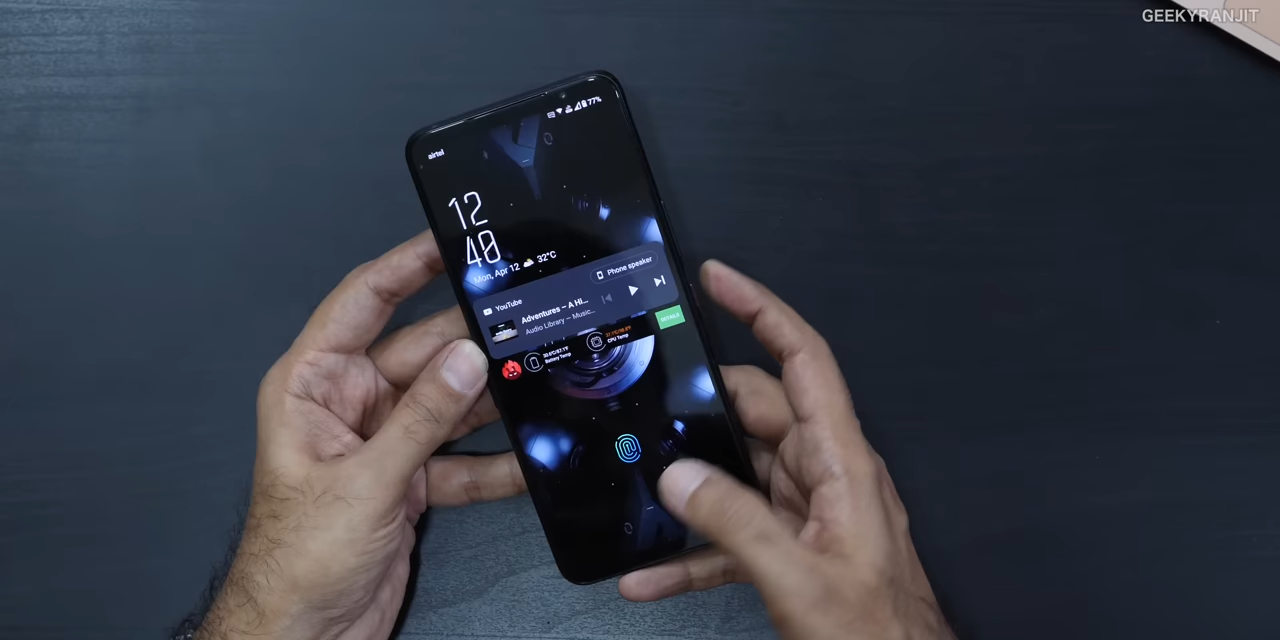 GEEKYRANJIT
77%
airtel
12
40
Mon, Apr 12 32°C
Phone speaker
YouTube
Adventures – A Hi...
Audio Library – Music...
DETAILS
Battery Temp
CPU Temp